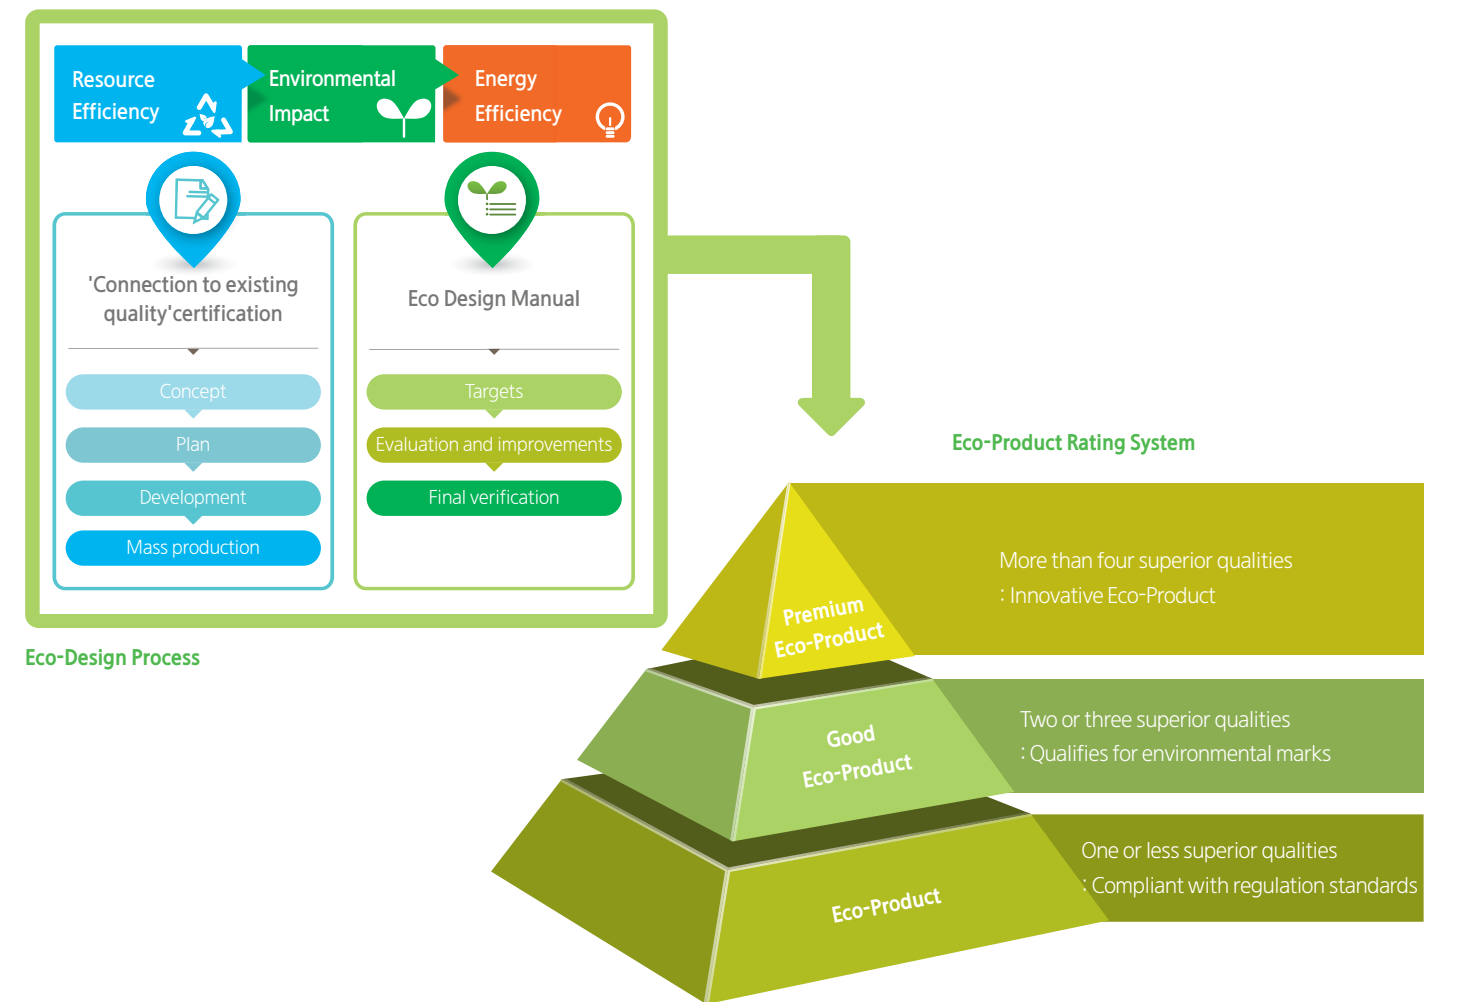 Resource
Efficiency
Environmental
Impact
Energy
Efficiency
'Connection to existing
quality'certification
Concept
Plan
Development
Mass production
Eco Design Manual
Targets
Evaluation and improvements
Final verification
Eco-Design Process
Eco-Product Rating System
Premium
Eco-Product
More than four superior qualities
: Innovative Eco-Product
Good
Eco-Product
Two or three superior qualities
: Qualifies for environmental marks
Eco-Product
One or less superior qualities
: Compliant with regulation standards